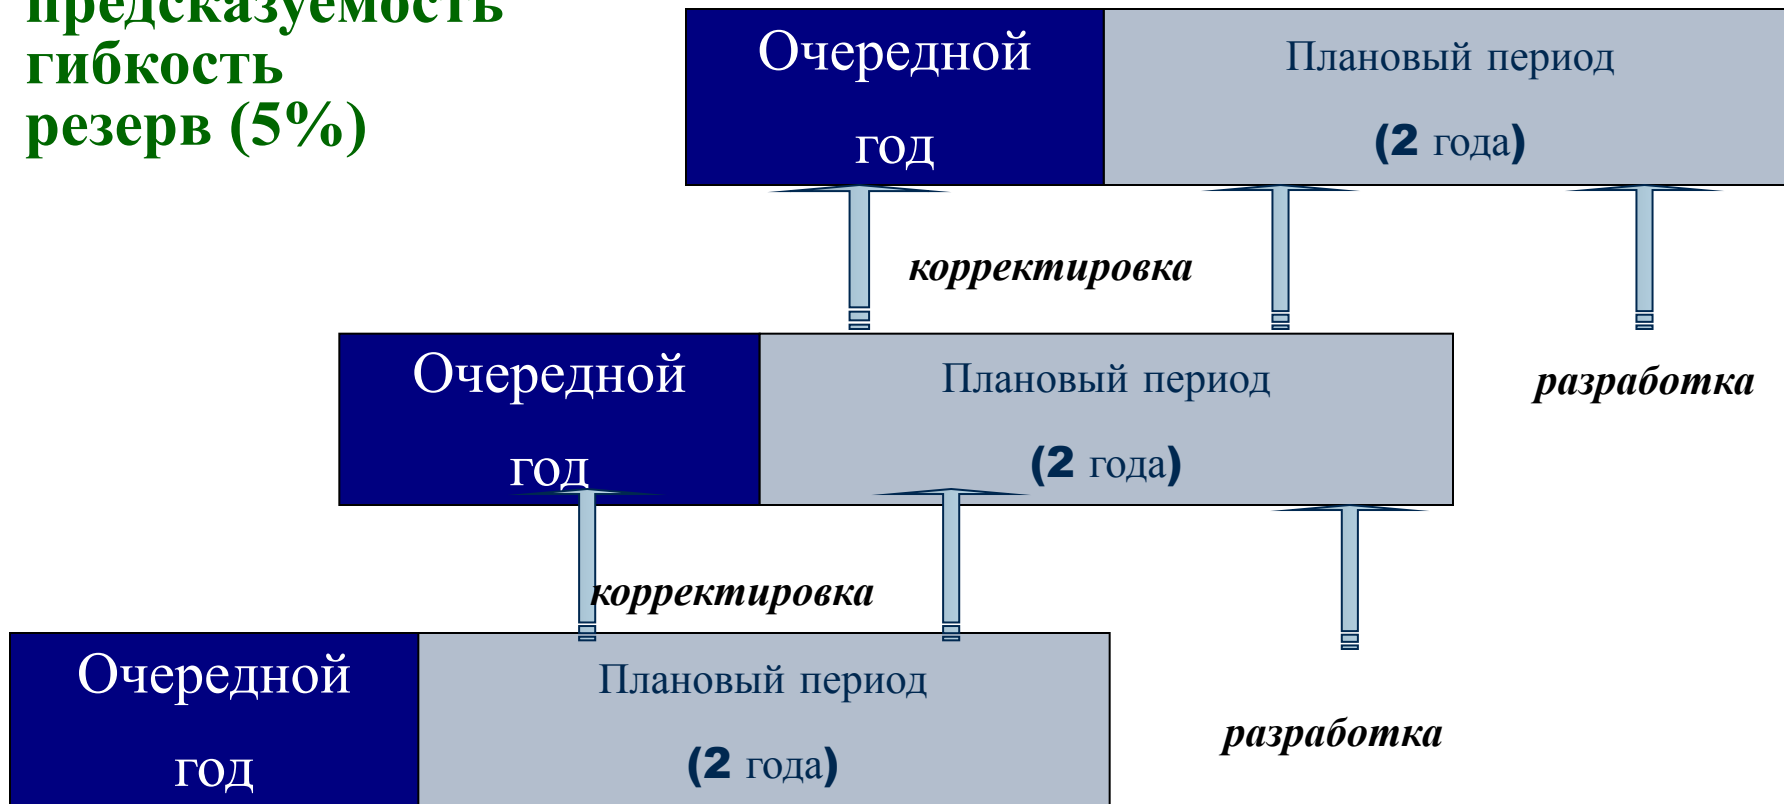 предсказуемость
гибкость
резерв (5%)
Очередной
год
Плановый период
(2 года)
корректировка
Очередной
год
Плановый период
(2 года)
разработка
корректировка
Очередной
год
Плановый период
(2 года)
разработка